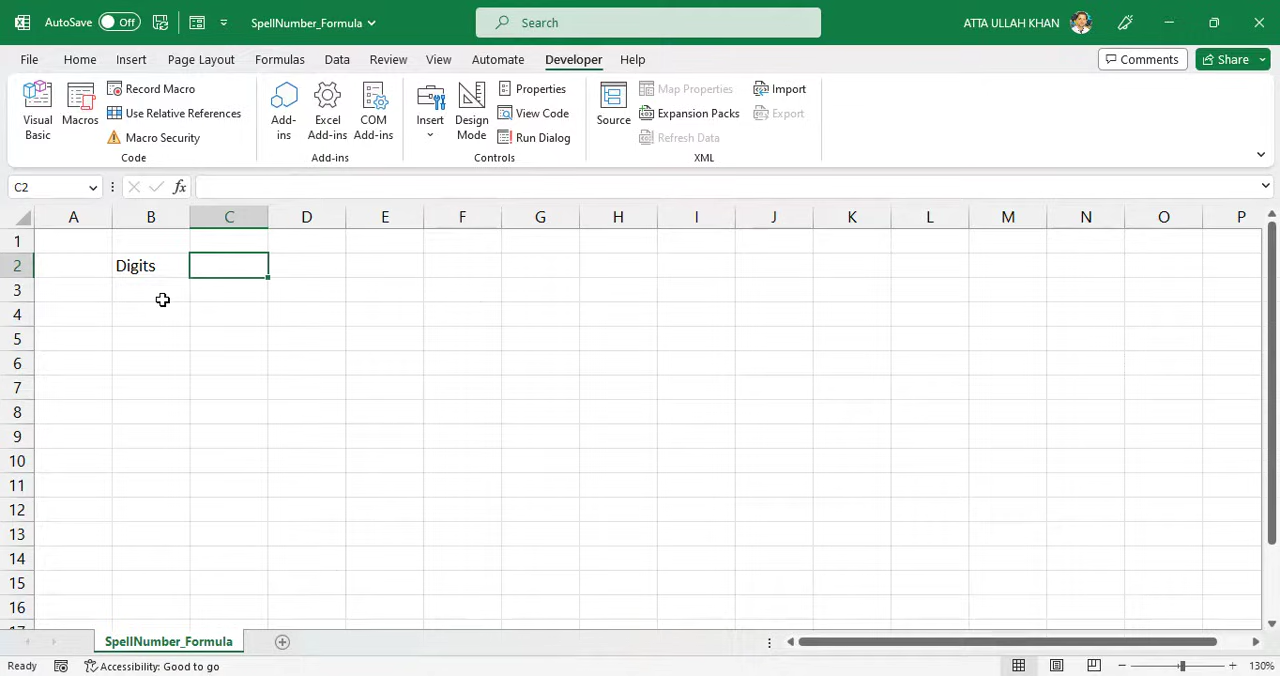 AutoSave Off SpellNumber_Formula Search ATTA ULLAH KHAN
File Home Insert Page Layout Formulas Data Review View Automate Developer Help Comments Share
Visual Basic
Macros
Record Macro
Use Relative References
Macro Security
Code
Add-ins
Excel Add-ins
COM Add-ins
Add-ins
Insert
Design Mode
Properties
View Code
Run Dialog
Controls
Source
Map Properties
Expansion Packs
Refresh Data
Import
Export
XML
C2 fx
A B C D E F G H I J K L M N O P
1
2 Digits
3
4
5
6
7
8
9
10
11
12
13
14
15
16
17
SpellNumber_Formula
Ready Accessibility: Good to go 130%